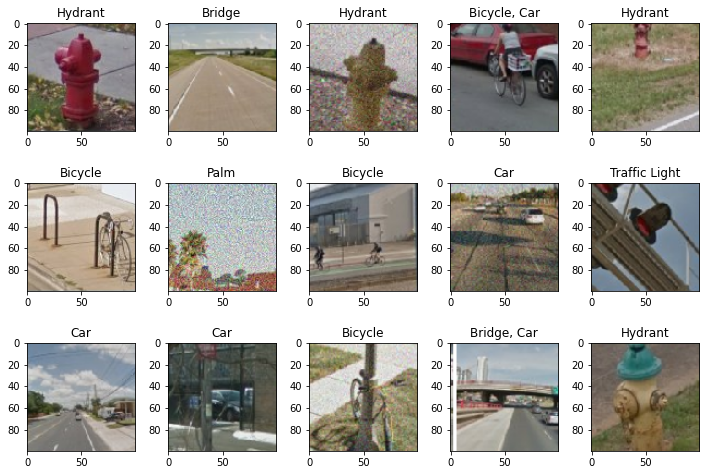 Hydrant Bridge Hydrant Bicycle, Car Hydrant
0 0 0 0 0
20 20 20 20 20
40 40 40 40 40
60 60 60 60 60
80 80 80 80 80
0 50 0 50 0 50 0 50 0 50
Bicycle Palm Bicycle Car Traffic Light
0 0 0 0 0
20 20 20 20 20
40 40 40 40 40
60 60 60 60 60
80 80 80 80 80
0 50 0 50 0 50 0 50 0 50
Car Car Bicycle Bridge, Car Hydrant
0 0 0 0 0
20 20 20 20 20
40 40 40 40 40
60 60 60 60 60
80 80 80 80 80
0 50 0 50 0 50 0 50 0 50